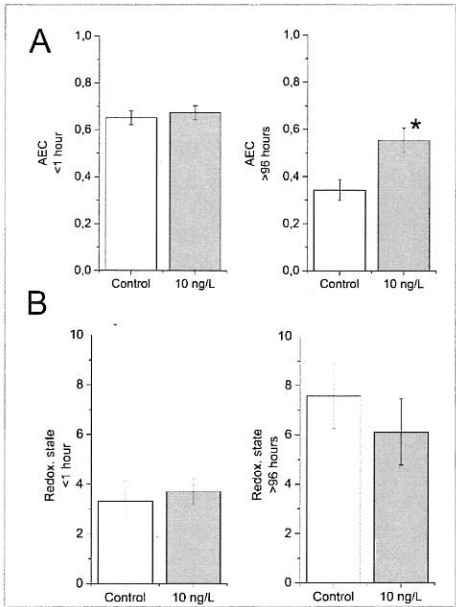 A
1,0
0,8
0,6
0,4
0,2
0,0
AEC
<1 hour
Control 10 ng/L
1,0
0,8
0,6
0,4
0,2
0,0
AEC
>96 hours
*
Control 10 ng/L
B
10
8
6
4
2
0
Redox. state
<1 hour
Control 10 ng/L
10
8
6
4
2
0
Redox. state
>96 hours
Control 10 ng/L